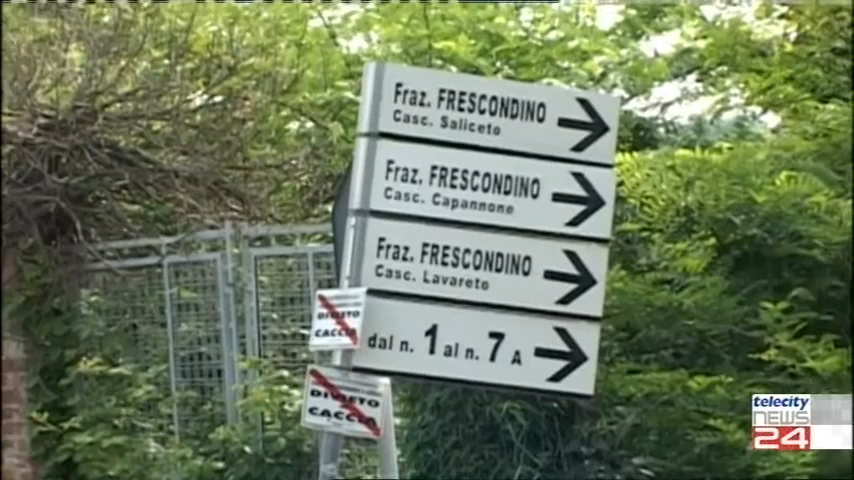 Fraz. FRESCONDINO
Casc. Saliceto
Fraz. FRESCONDINO
Casc. Capannone
Fraz. FRESCONDINO
Casc. Lavareto
dal n. 1 al n. 7 A
DIVIETO
CACCIA
DIVIETO
CACCIA
telecity
NEWS
24